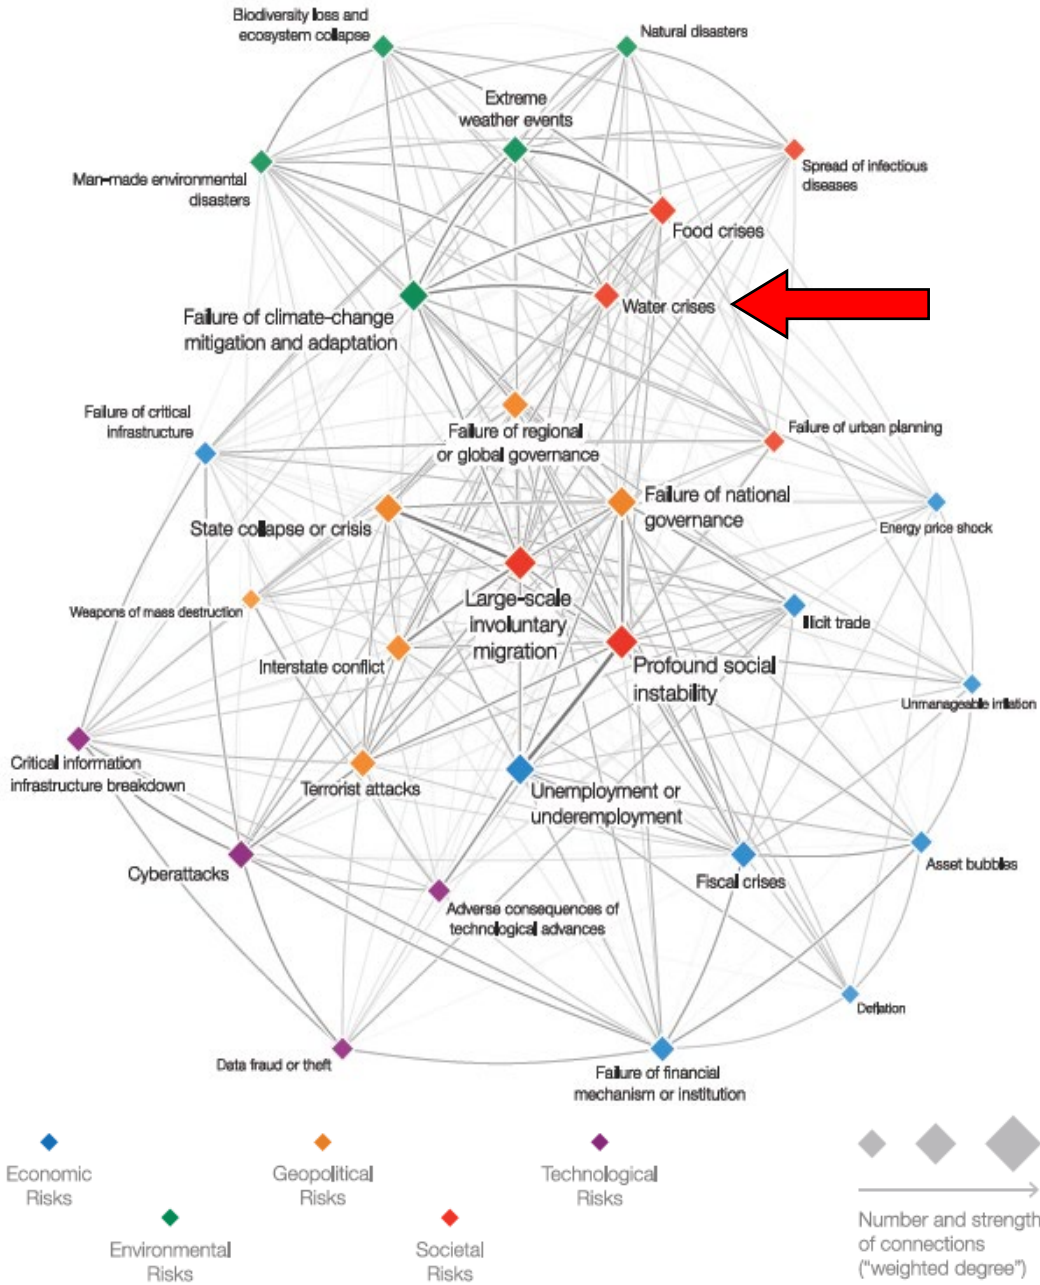 Biodiversity loss and
ecosystem collapse
Natural disasters
Extreme
weather events
Man-made environmental
disasters
Spread of infectious
diseases
Food crises
Water crises
Failure of climate-change
mitigation and adaptation
Failure of critical
infrastructure
Failure of regional
or global governance
Failure of urban planning
State collapse or crisis
Failure of national
governance
Energy price shock
Weapons of mass destruction
Large-scale
involuntary
migration
Illicit trade
Interstate conflict
Profound social
instability
Unmanageable inflation
Critical information
infrastructure breakdown
Terrorist attacks
Unemployment or
underemployment
Cyberattacks
Fiscal crises
Asset bubbles
Adverse consequences of
technological advances
Deflation
Data fraud or theft
Failure of financial
mechanism or institution
Economic
Risks
Geopolitical
Risks
Technological
Risks
Environmental
Risks
Societal
Risks
Number and strength
of connections
("weighted degree")